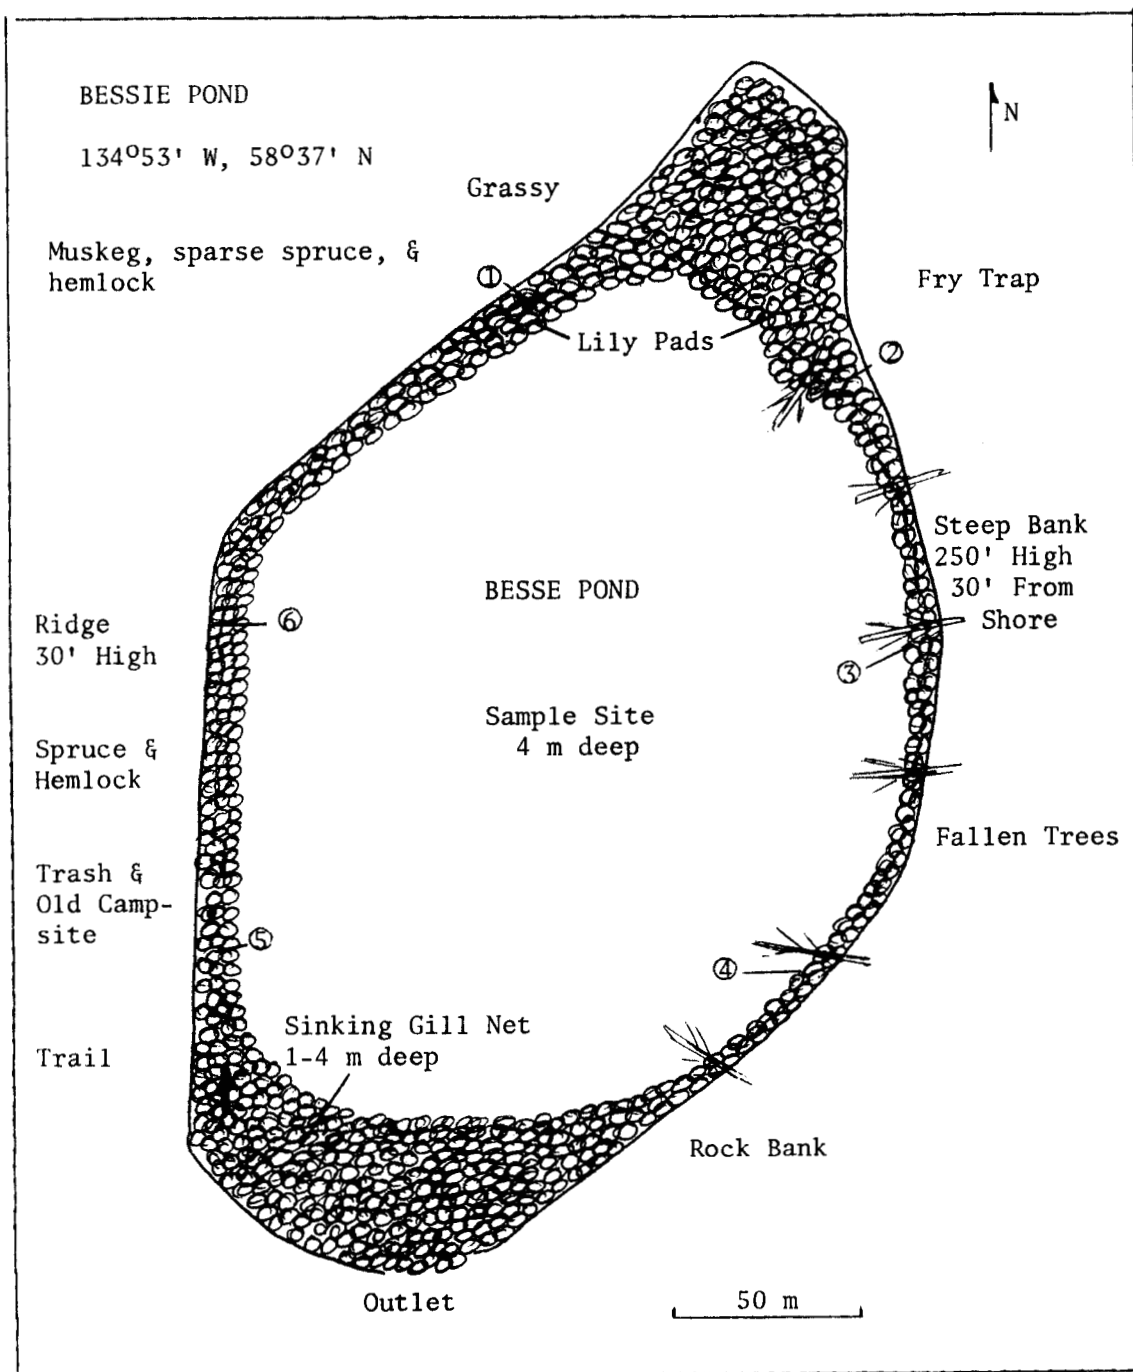 BESSIE POND
134°53' W, 58°37' N
N
Grassy
Muskeg, sparse spruce, &
hemlock
①
Fry Trap
Lily Pads
②
Steep Bank
250' High
30' From
Shore
BESSE POND
⑥
Ridge
30' High
③
Sample Site
4 m deep
Spruce &
Hemlock
Fallen Trees
Trash &
Old Camp-
site
⑤
④
Sinking Gill Net
1-4 m deep
Trail
Rock Bank
50 m
Outlet